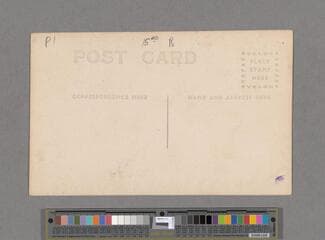 P1
POST CARD
PLACE
STAMP
HERE
CORRESPONDENCE HERE
NAME AND ADDRESS HERE